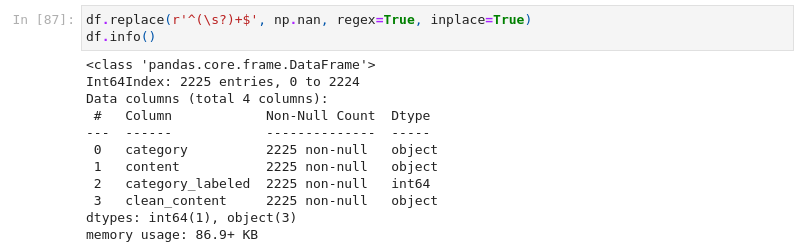 In [87]: df.replace(r'^(\s?)+$', np.nan, regex=True, inplace=True)
df.info()
<class 'pandas.core.frame.DataFrame'>
Int64Index: 2225 entries, 0 to 2224
Data columns (total 4 columns):
 #   Column            Non-Null Count  Dtype
---  ------            --------------  -----
 0   category          2225 non-null   object
 1   content           2225 non-null   object
 2   category_labeled  2225 non-null   int64
 3   clean_content     2225 non-null   object
dtypes: int64(1), object(3)
memory usage: 86.9+ KB